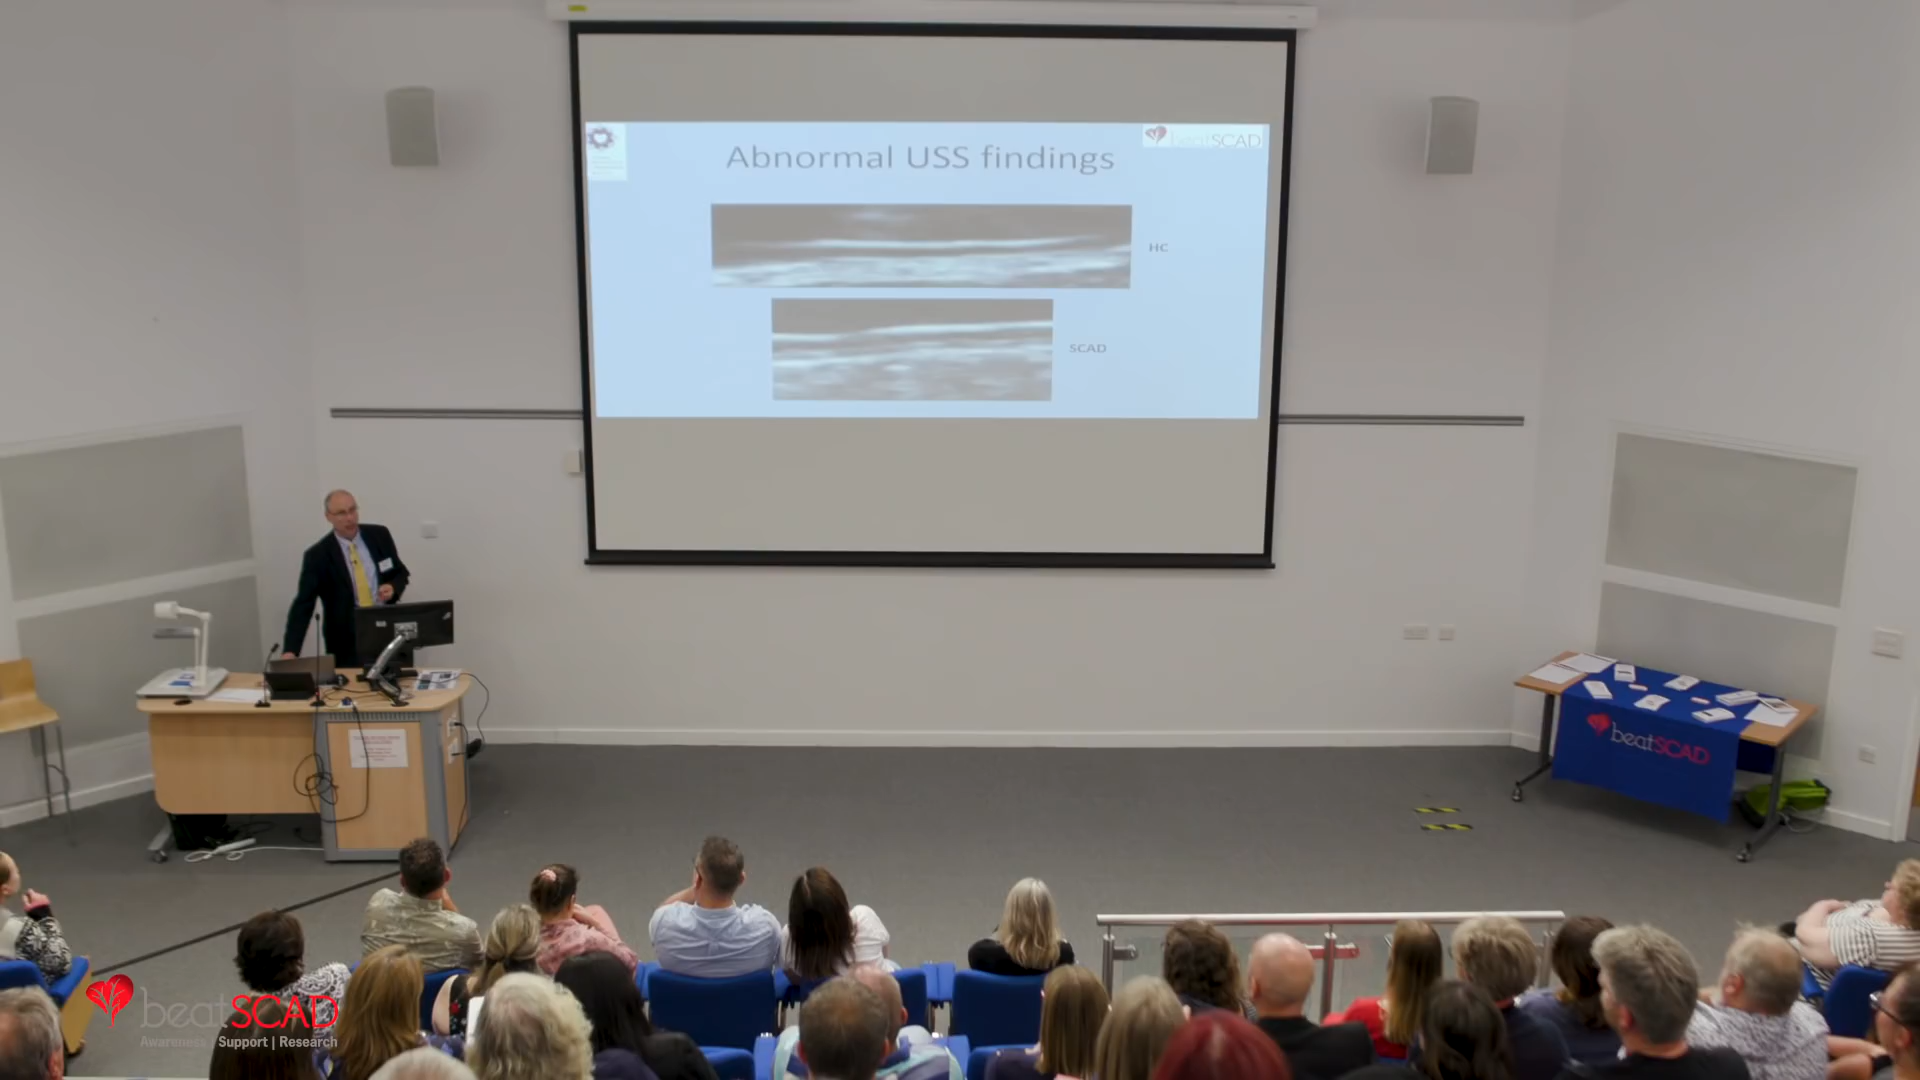 beatSCAD
Abnormal USS findings
HC
SCAD
beatSCAD
beatSCAD
Awareness | Support | Research